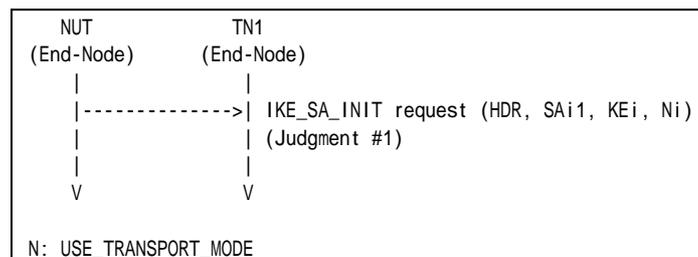 NUT TN1
(End-Node) (End-Node)
| |
|-------------->| IKE_SA_INIT request (HDR, SAi1, KEi, Ni)
| | (Judgment #1)
| |
V V
N: USE_TRANSPORT_MODE